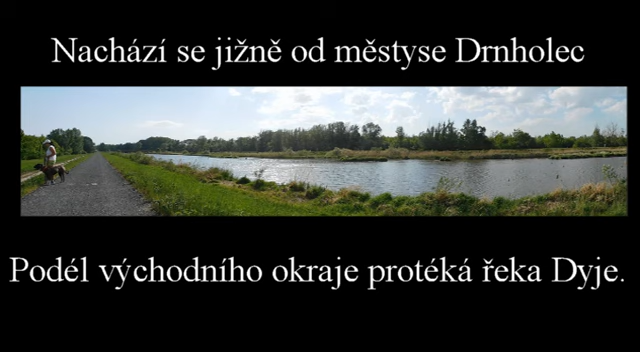 Nachází se jižně od městyse Drnholec
Podél východního okraje protéká řeka Dyje.